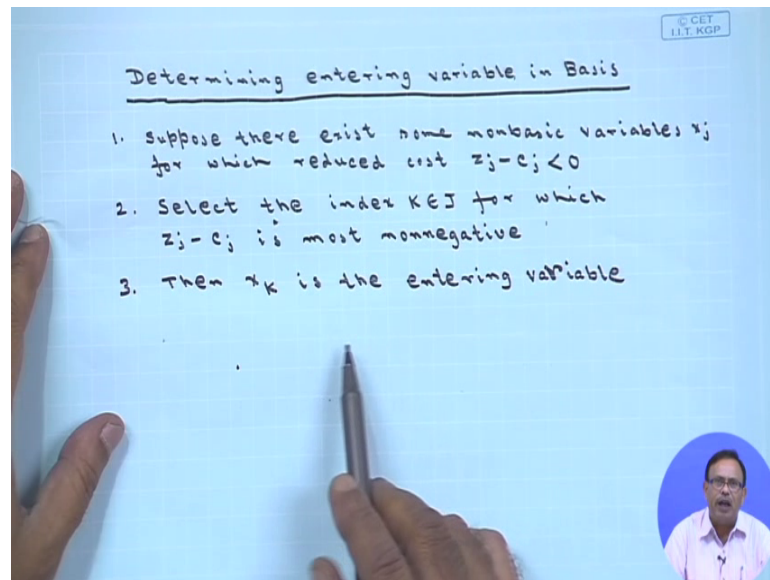 © CET
I.I.T. KGP
Determining entering variable in Basis
1. Suppose there exist some nonbasic variables xj
for which reduced cost zj - cj < 0
2. Select the index K∈J for which
zj - cj is most nonnegative
3. Then xK is the entering variable